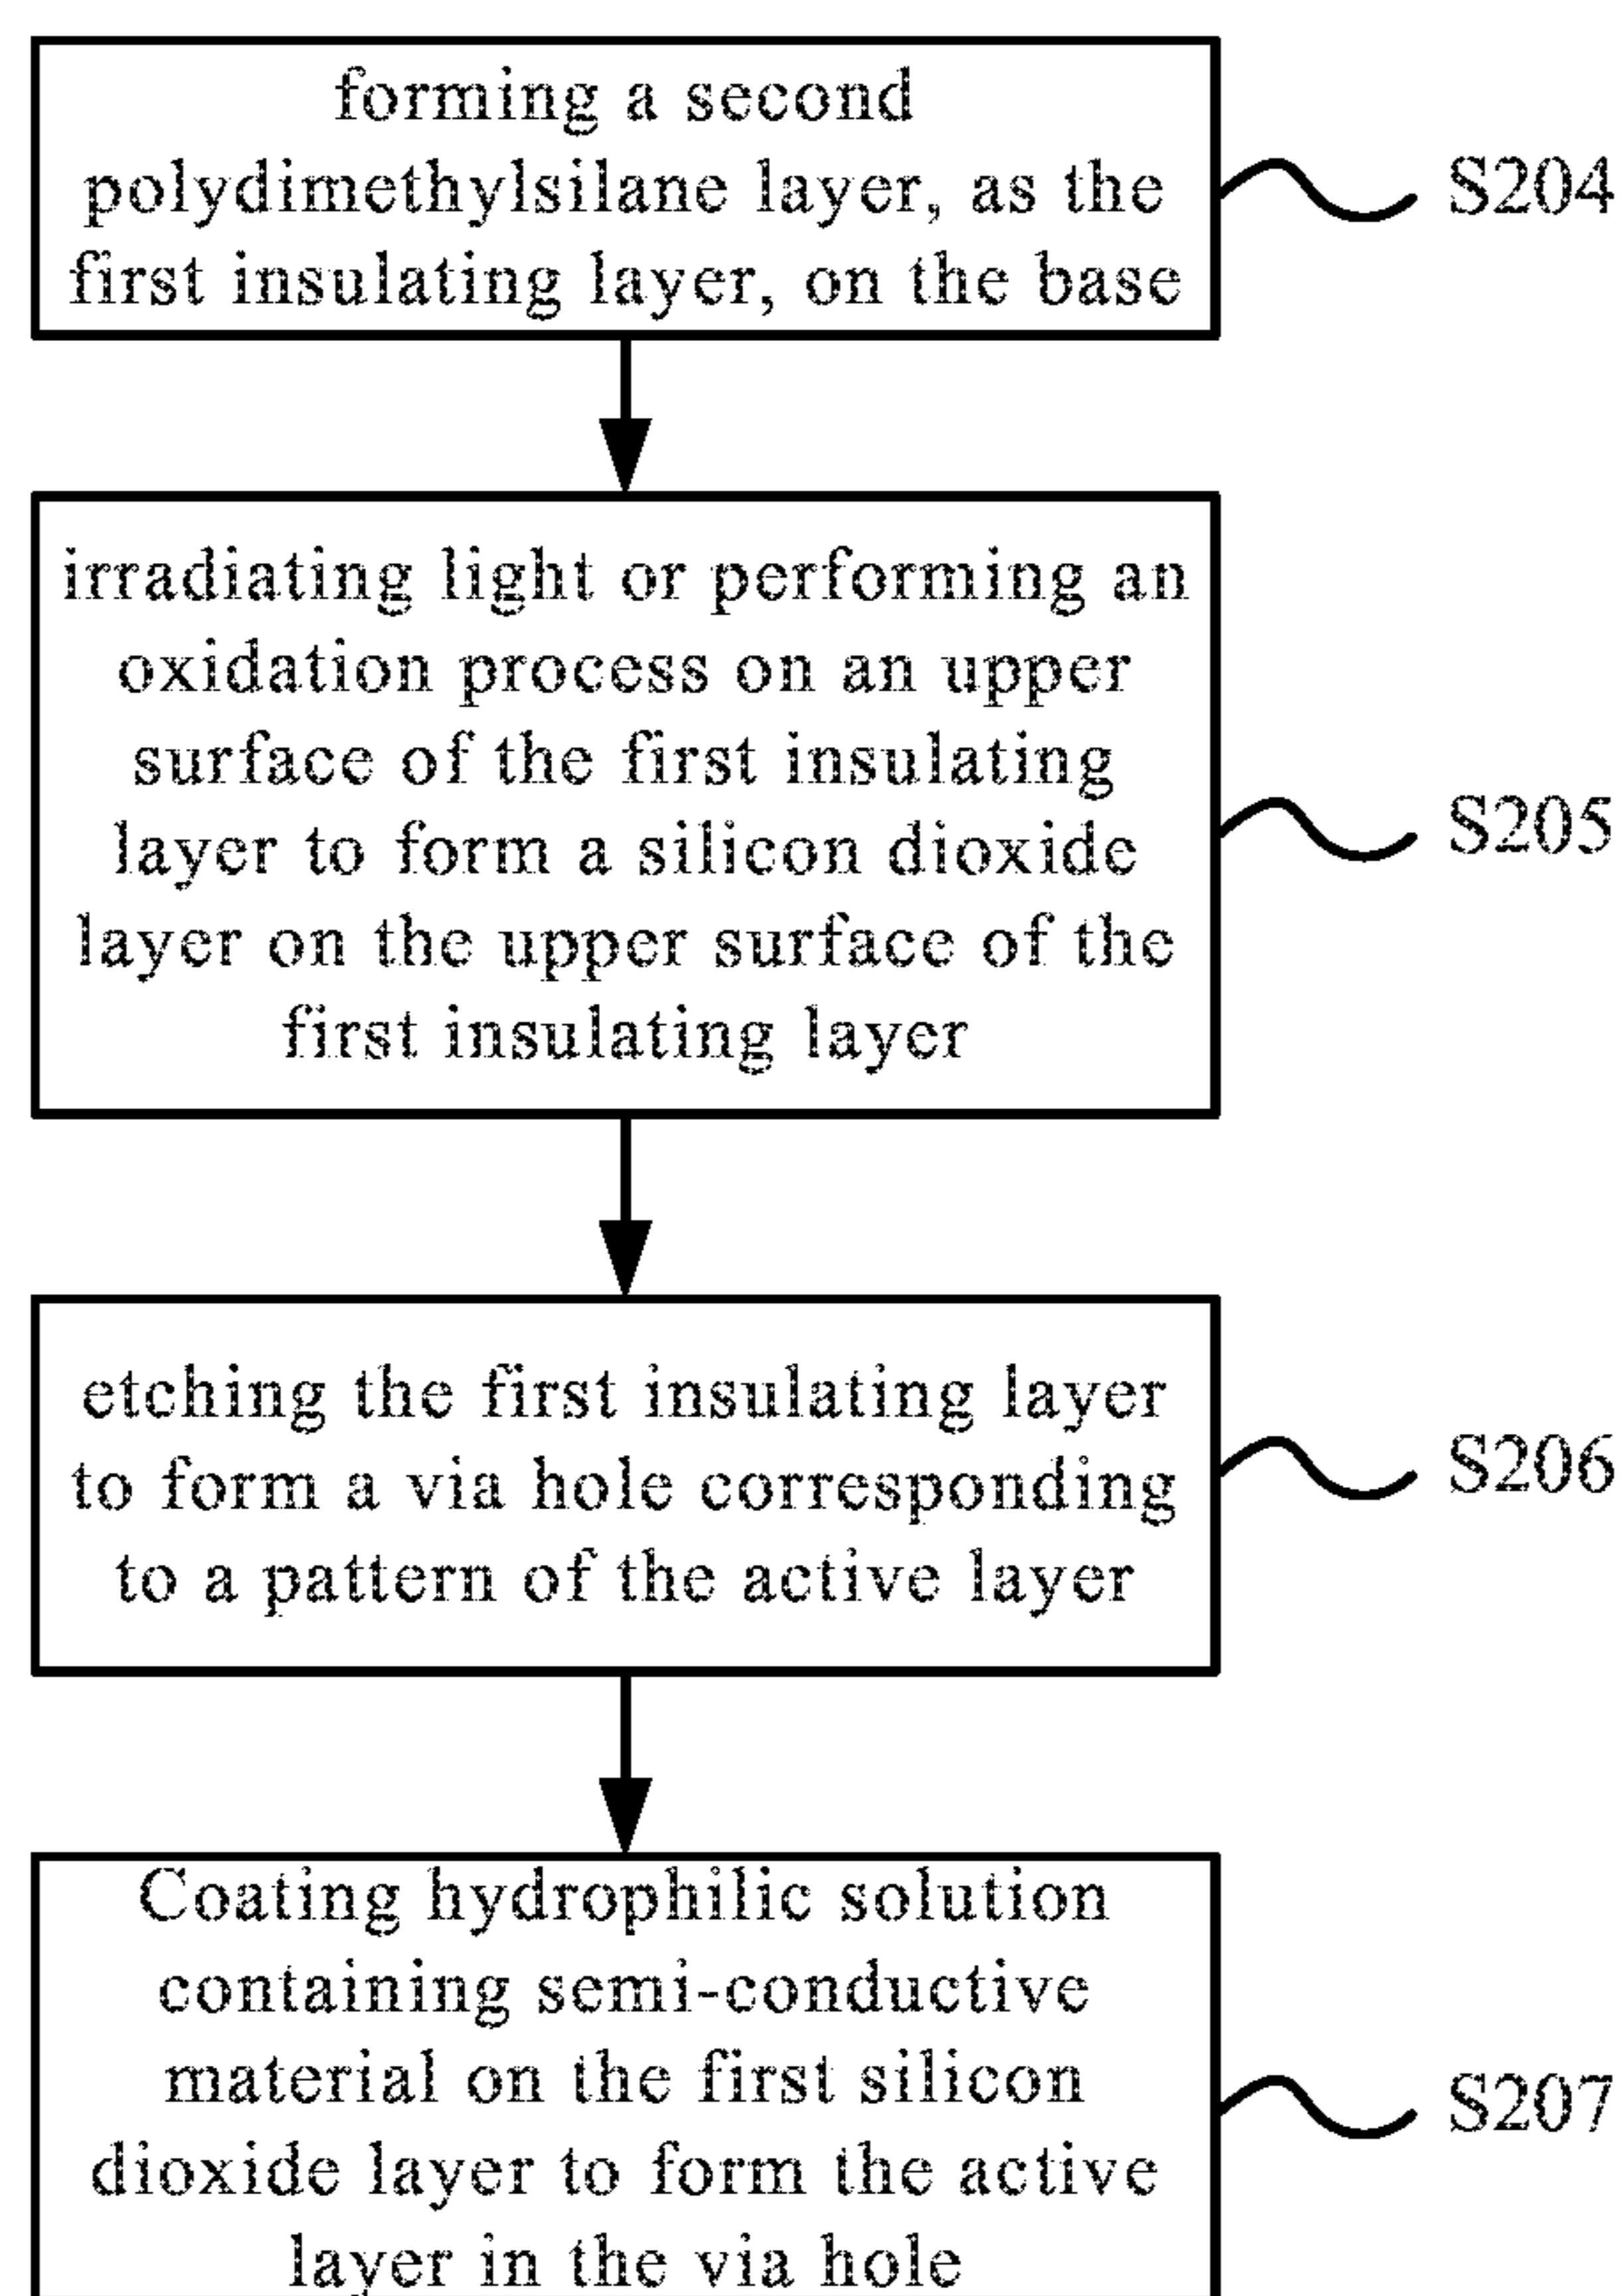 forming a second
polydimethylsilane layer, as the
first insulating layer, on the base
S204
irradiating light or performing an
oxidation process on an upper
surface of the first insulating
layer to form a silicon dioxide
layer on the upper surface of the
first insulating layer
S205
etching the first insulating layer
to form a via hole corresponding
to a pattern of the active layer
S206
Coating hydrophilic solution
containing semi-conductive
material on the first silicon
dioxide layer to form the active
layer in the via hole
S207